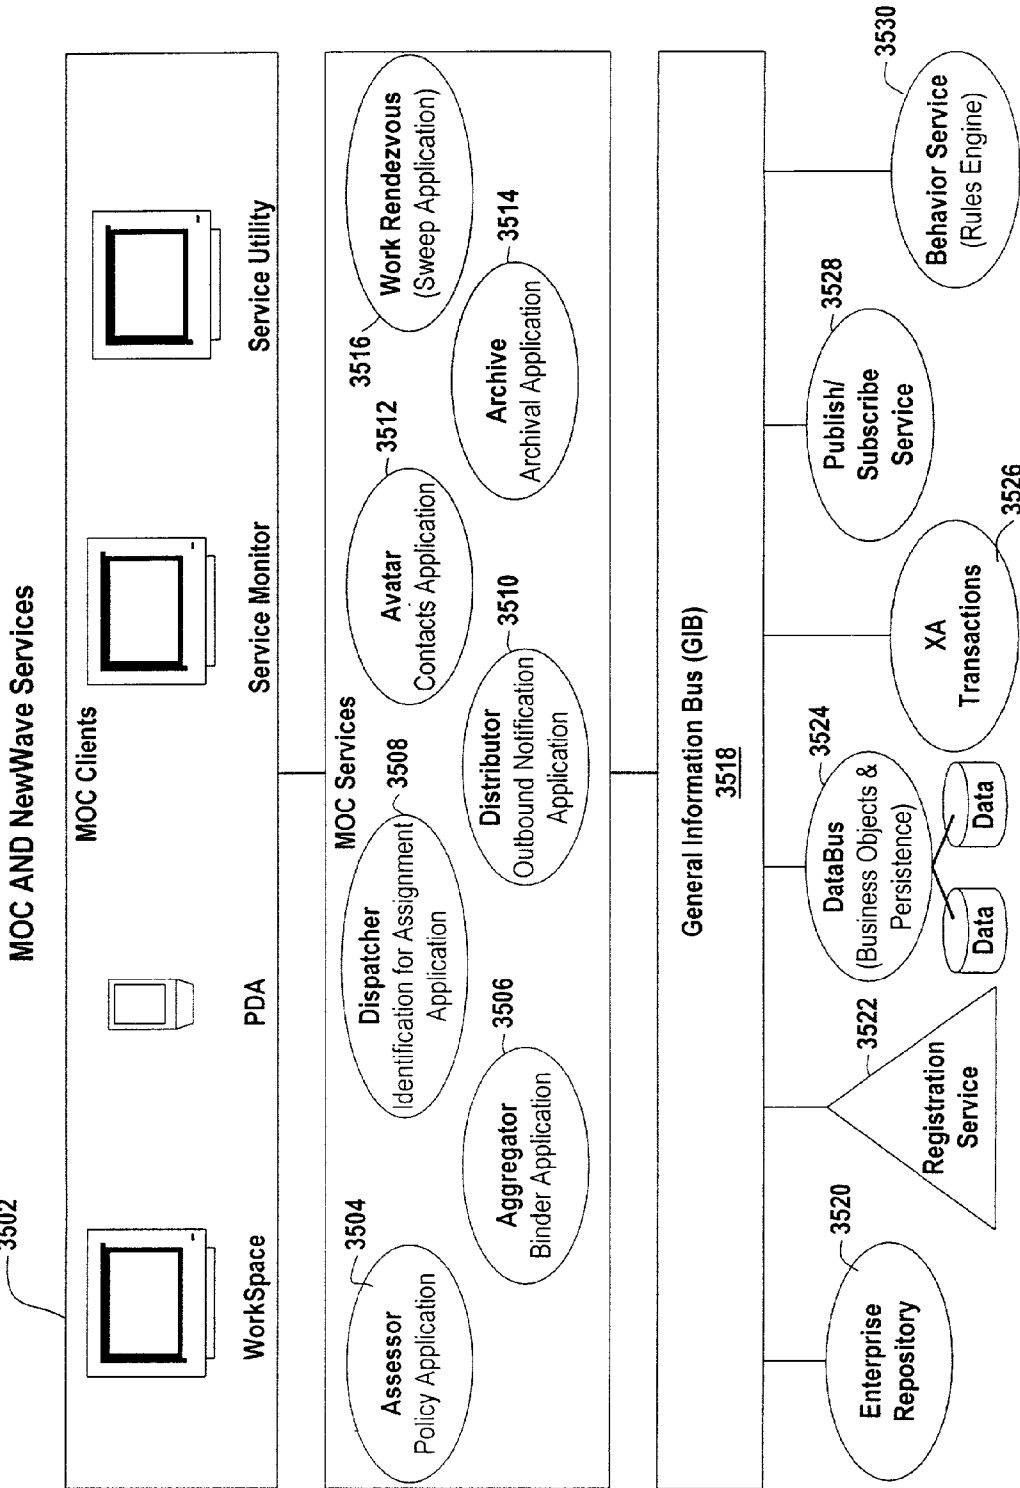 MOC AND NewWave Services
3502
MOC Clients
WorkSpace
PDA
Service Monitor
Service Utility
MOC Services
3504
Assessor
Policy Application
3506
Aggregator
Binder Application
3508
Dispatcher
Identification for Assignment
Application
3510
Distributor
Outbound Notification
Application
3512
Avatar
Contacts Application
3514
Archive
Archival Application
3516
Work Rendezvous
(Sweep Application)
General Information Bus (GIB)
3518
3520
Enterprise
Repository
3522
Registration
Service
3524
DataBus
(Business Objects &
Persistence)
Data
Data
3526
XA
Transactions
3528
Publish/
Subscribe
Service
3530
Behavior Service
(Rules Engine)